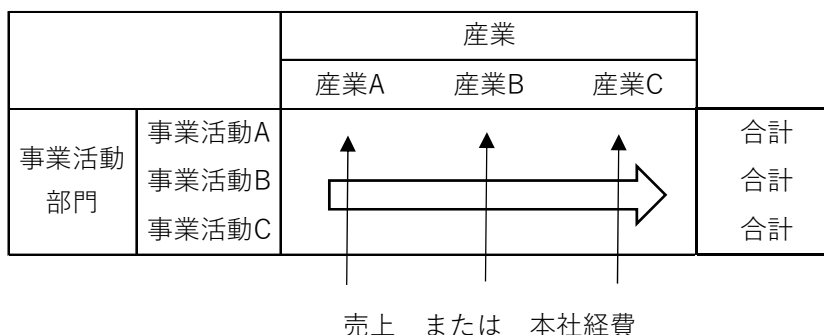 産業
産業A 産業B 産業C
事業活動
部門
事業活動A 合計
事業活動B 合計
事業活動C 合計
売上 または 本社経費